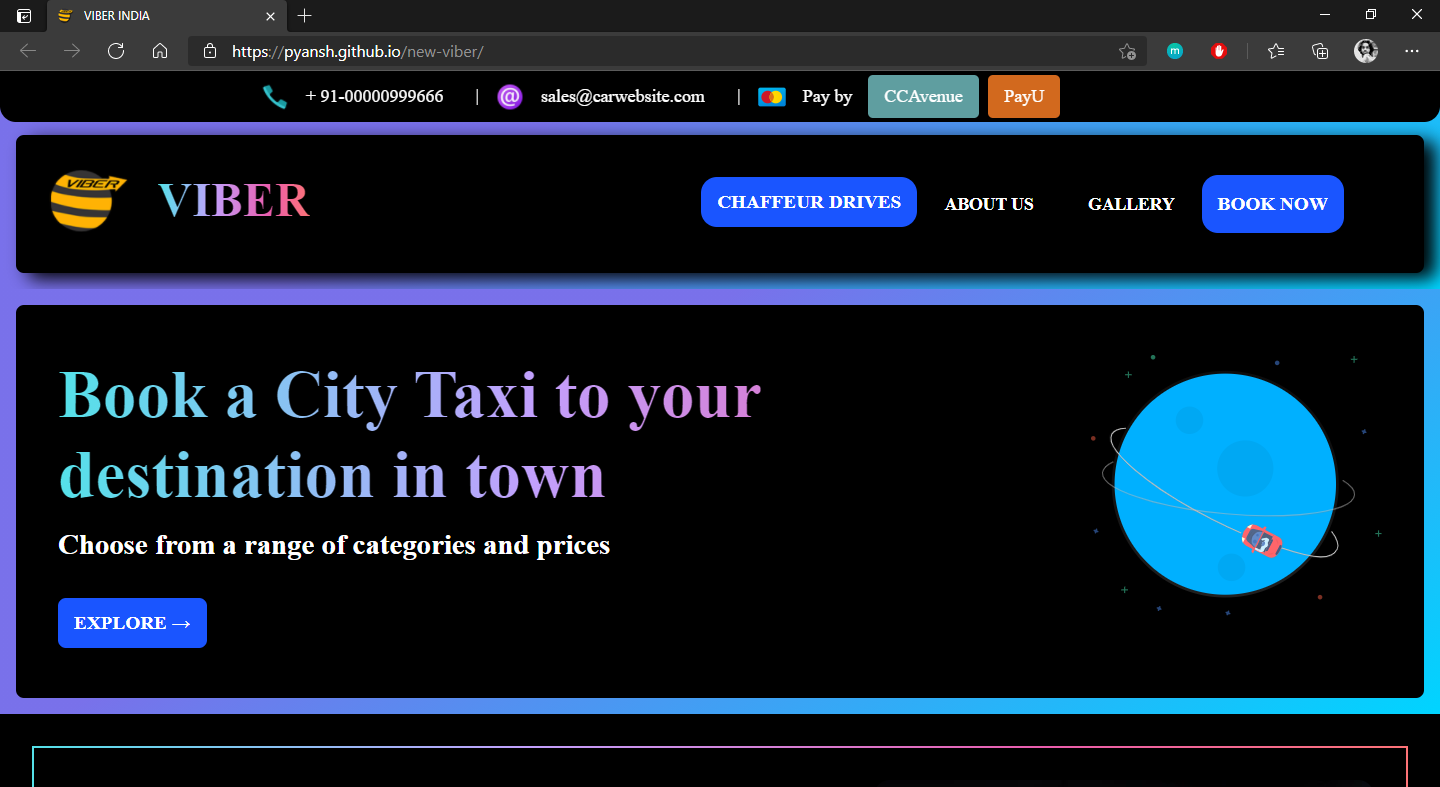 VIBER INDIA
https://pyansh.github.io/new-viber/
+ 91-00000999666 | @ sales@carwebsite.com | Pay by CCAvenue PayU
VIBER VIBER CHAFFEUR DRIVES ABOUT US GALLERY BOOK NOW
Book a City Taxi to your
destination in town
Choose from a range of categories and prices
EXPLORE →